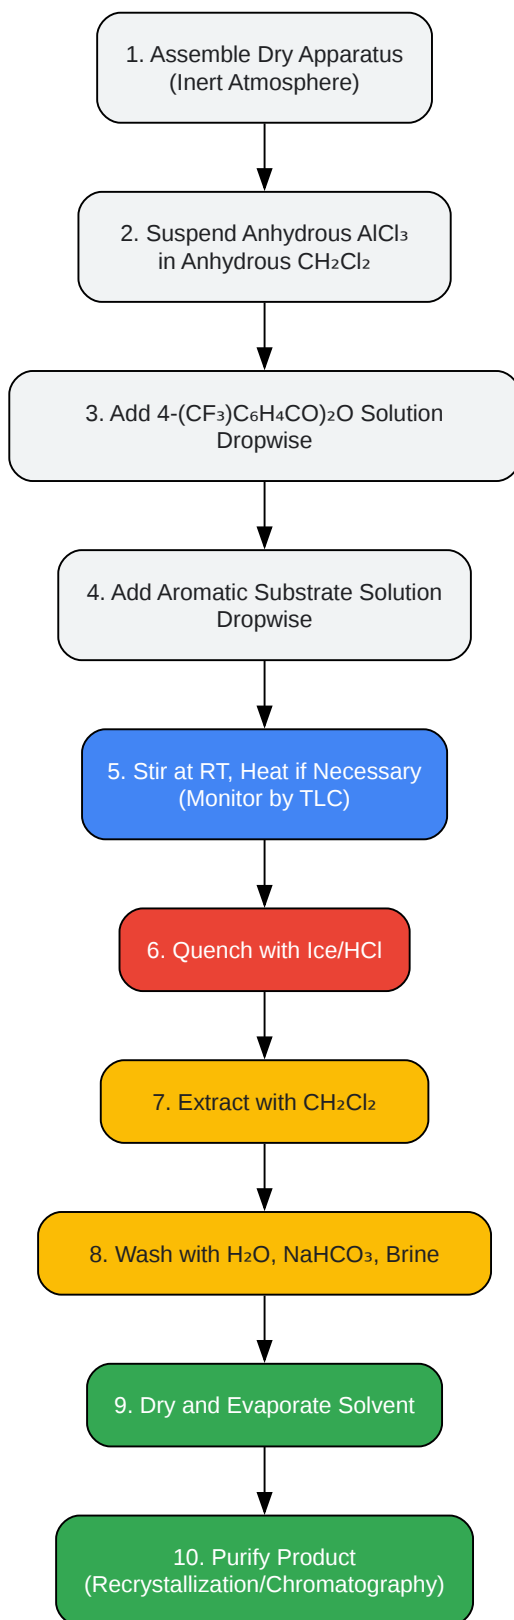 1. Assemble Dry Apparatus
(Inert Atmosphere)
2. Suspend Anhydrous AlCl₃
in Anhydrous CH₂Cl₂
3. Add 4-(CF₃)C₆H₄CO)₂O Solution
Dropwise
4. Add Aromatic Substrate Solution
Dropwise
5. Stir at RT, Heat if Necessary
(Monitor by TLC)
6. Quench with Ice/HCl
7. Extract with CH₂Cl₂
8. Wash with H₂O, NaHCO₃, Brine
9. Dry and Evaporate Solvent
10. Purify Product
(Recrystallization/Chromatography)